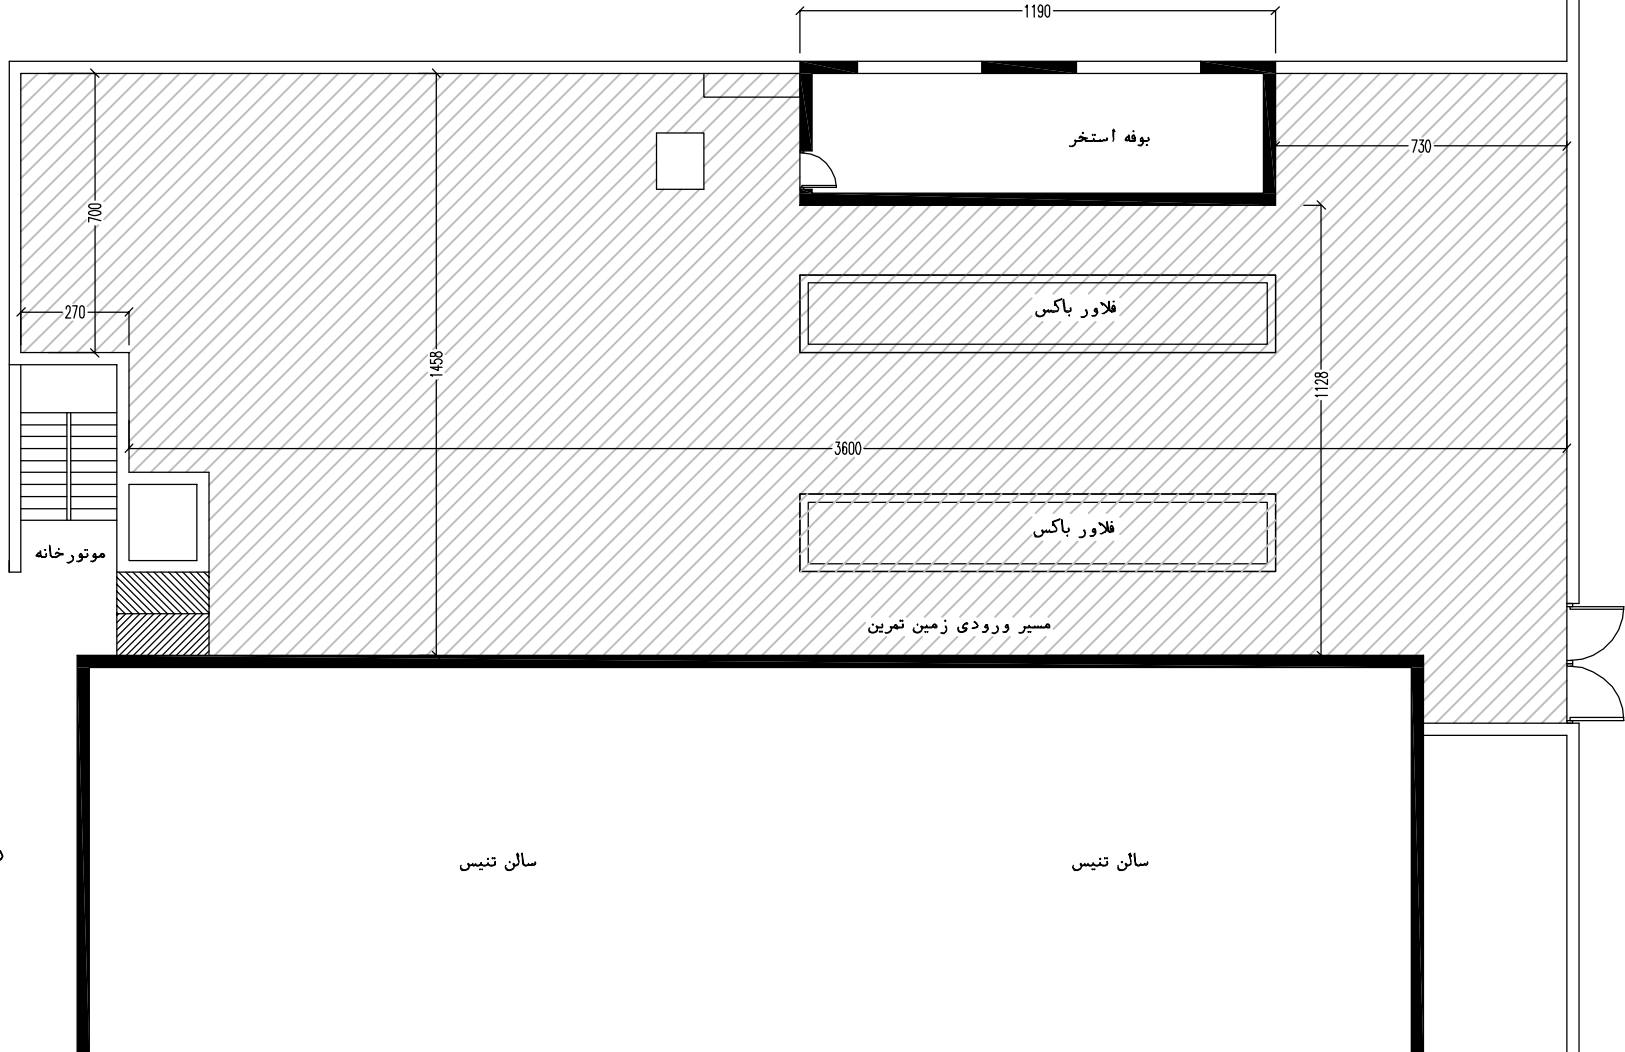 1190
بوفه استخر
730
700
270
فلاور باکس
1458
1128
3600
فلاور باکس
موتورخانه
مسیر ورودی زمین تمرین
سالن تنیس
سالن تنیس